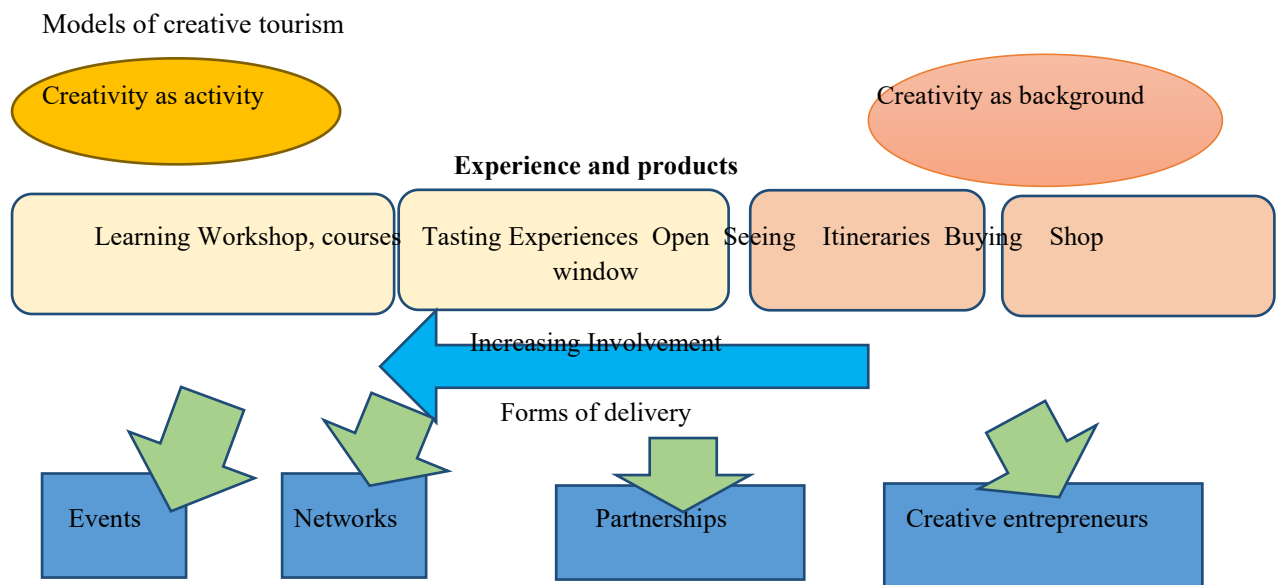 Models of creative tourism
Creativity as activity
Creativity as background
Experience and products
Learning Workshop, courses Tasting Experiences Open Seeing Itineraries Buying Shop
window
Increasing Involvement
Forms of delivery
Events Networks Partnerships Creative entrepreneurs